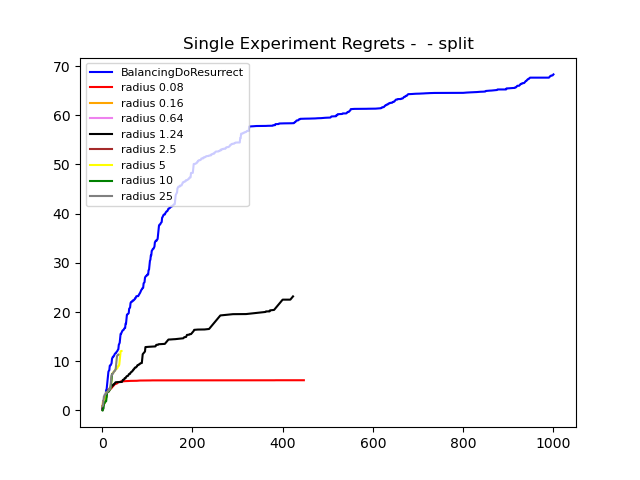 Single Experiment Regrets -  - split
70
60
50
40
30
20
10
0
BalancingDoResurrect
radius 0.08
radius 0.16
radius 0.64
radius 1.24
radius 2.5
radius 5
radius 10
radius 25
0 200 400 600 800 1000